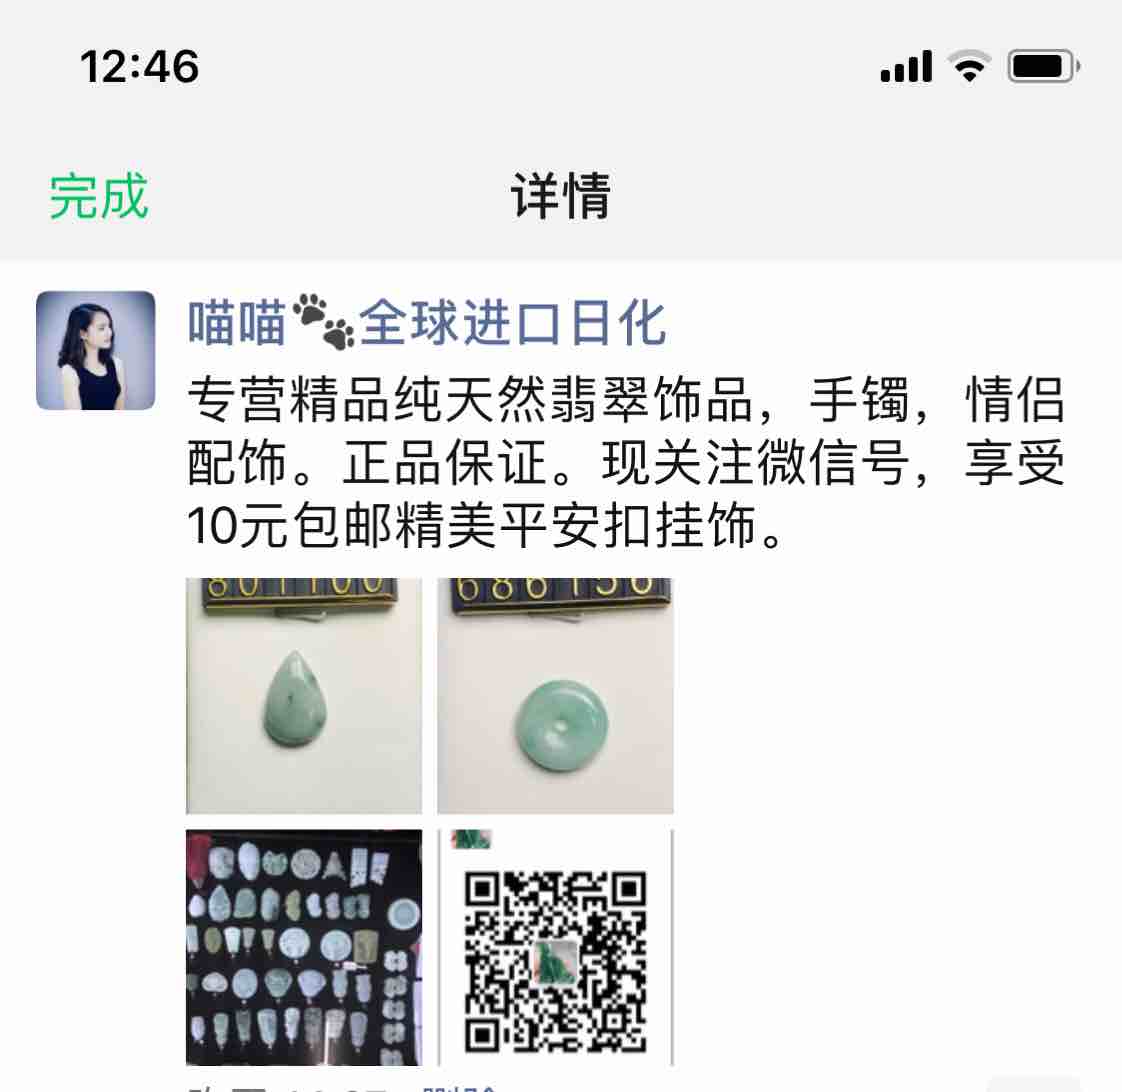 12:46
完成
详情
喵喵🐾全球进口日化
专营精品纯天然翡翠饰品，手镯，情侣
配饰。正品保证。现关注微信号，享受
10元包邮精美平安扣挂饰。
801100
686156